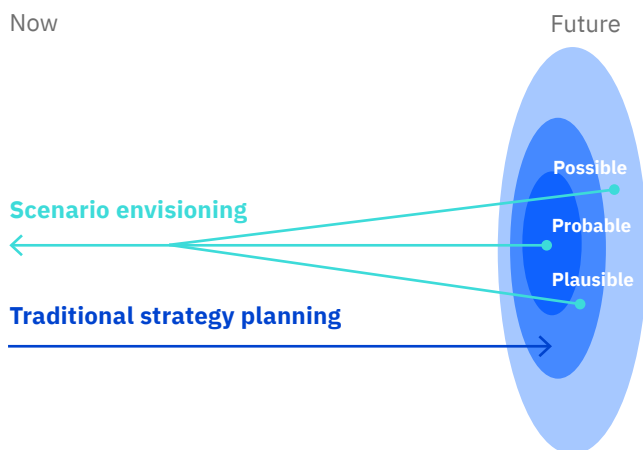 Now
Future
Possible
Scenario envisioning
Probable
Plausible
Traditional strategy planning